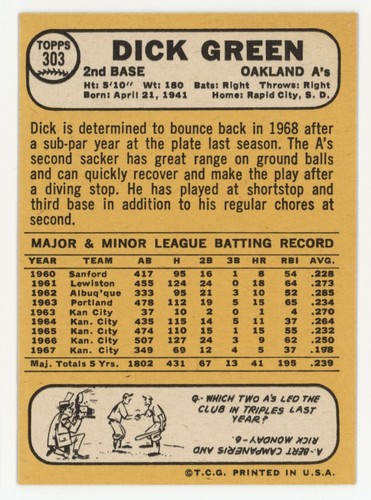 TOPPS
303
DICK GREEN
2nd BASE OAKLAND A's
Ht: 5'10" Wt: 180 Bats: Right Throws: Right
Born: April 21, 1941 Home: Rapid City, S. D.
Dick is determined to bounce back in 1968 after
a sub-par year at the plate last season. The A's
second sacker has great range on ground balls
and can quickly recover and make the play after
a diving stop. He has played at shortstop and
third base in addition to his regular chores at
second.
MAJOR & MINOR LEAGUE BATTING RECORD
YEAR TEAM AB H 2B 3B HR RBI AVG.
1960 Sanford 417 95 16 1 8 54 .228
1961 Lewiston 455 124 24 0 18 64 .273
1962 Albuq'que 333 95 21 3 10 52 .285
1963 Portland 478 112 19 5 15 65 .234
1963 Kan City 37 10 2 0 1 4 .270
1964 Kan. City 435 115 14 5 11 37 .264
1965 Kan. City 474 110 15 1 15 55 .232
1966 Kan. City 507 127 24 3 9 62 .250
1967 Kan. City 349 69 12 4 5 37 .198
Maj. Totals 5 Yrs. 1802 431 67 13 41 195 .239
Q- WHICH TWO A'S LED THE
CLUB IN TRIPLES LAST
YEAR?
A- BERT CAMPANERIS AND
RICK MONDAY -6.
©T.C.G. PRINTED IN U.S.A.